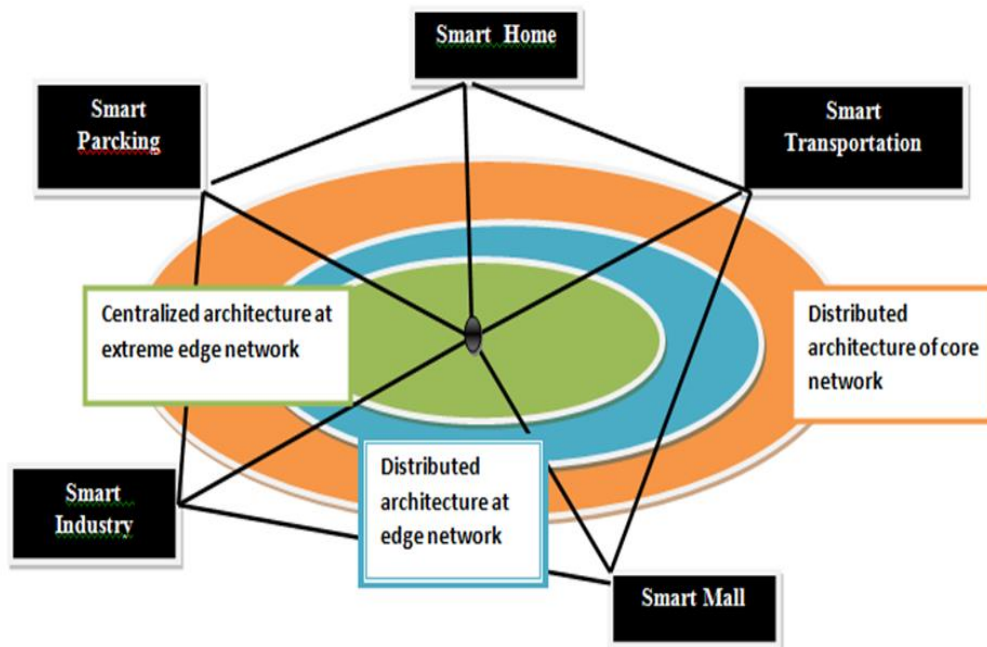 Smart Home
Smart
Parcking
Smart
Transportation
Centralized architecture at
extreme edge network
Distributed
architecture of core
network
Distributed
architecture at
edge network
Smart
Industry
Smart Mall